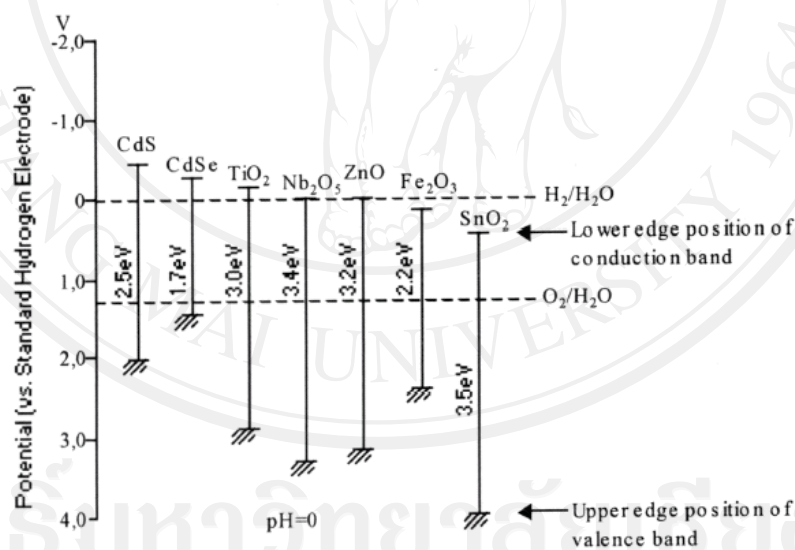 V
-2,0
-1,0
0
1,0
2,0
3,0
4,0
Potential (vs. Standard Hydrogen Electrode)
CdS
CdSe
TiO₂
Nb₂O₅
ZnO
Fe₂O₃
SnO₂
2.5eV
1.7eV
3.0eV
3.4eV
3.2eV
2.2eV
3.5eV
H₂/H₂O
Lower edge position of
conduction band
O₂/H₂O
Upper edge position of
valence band
pH=0
MAI UNIVERSITY 1964